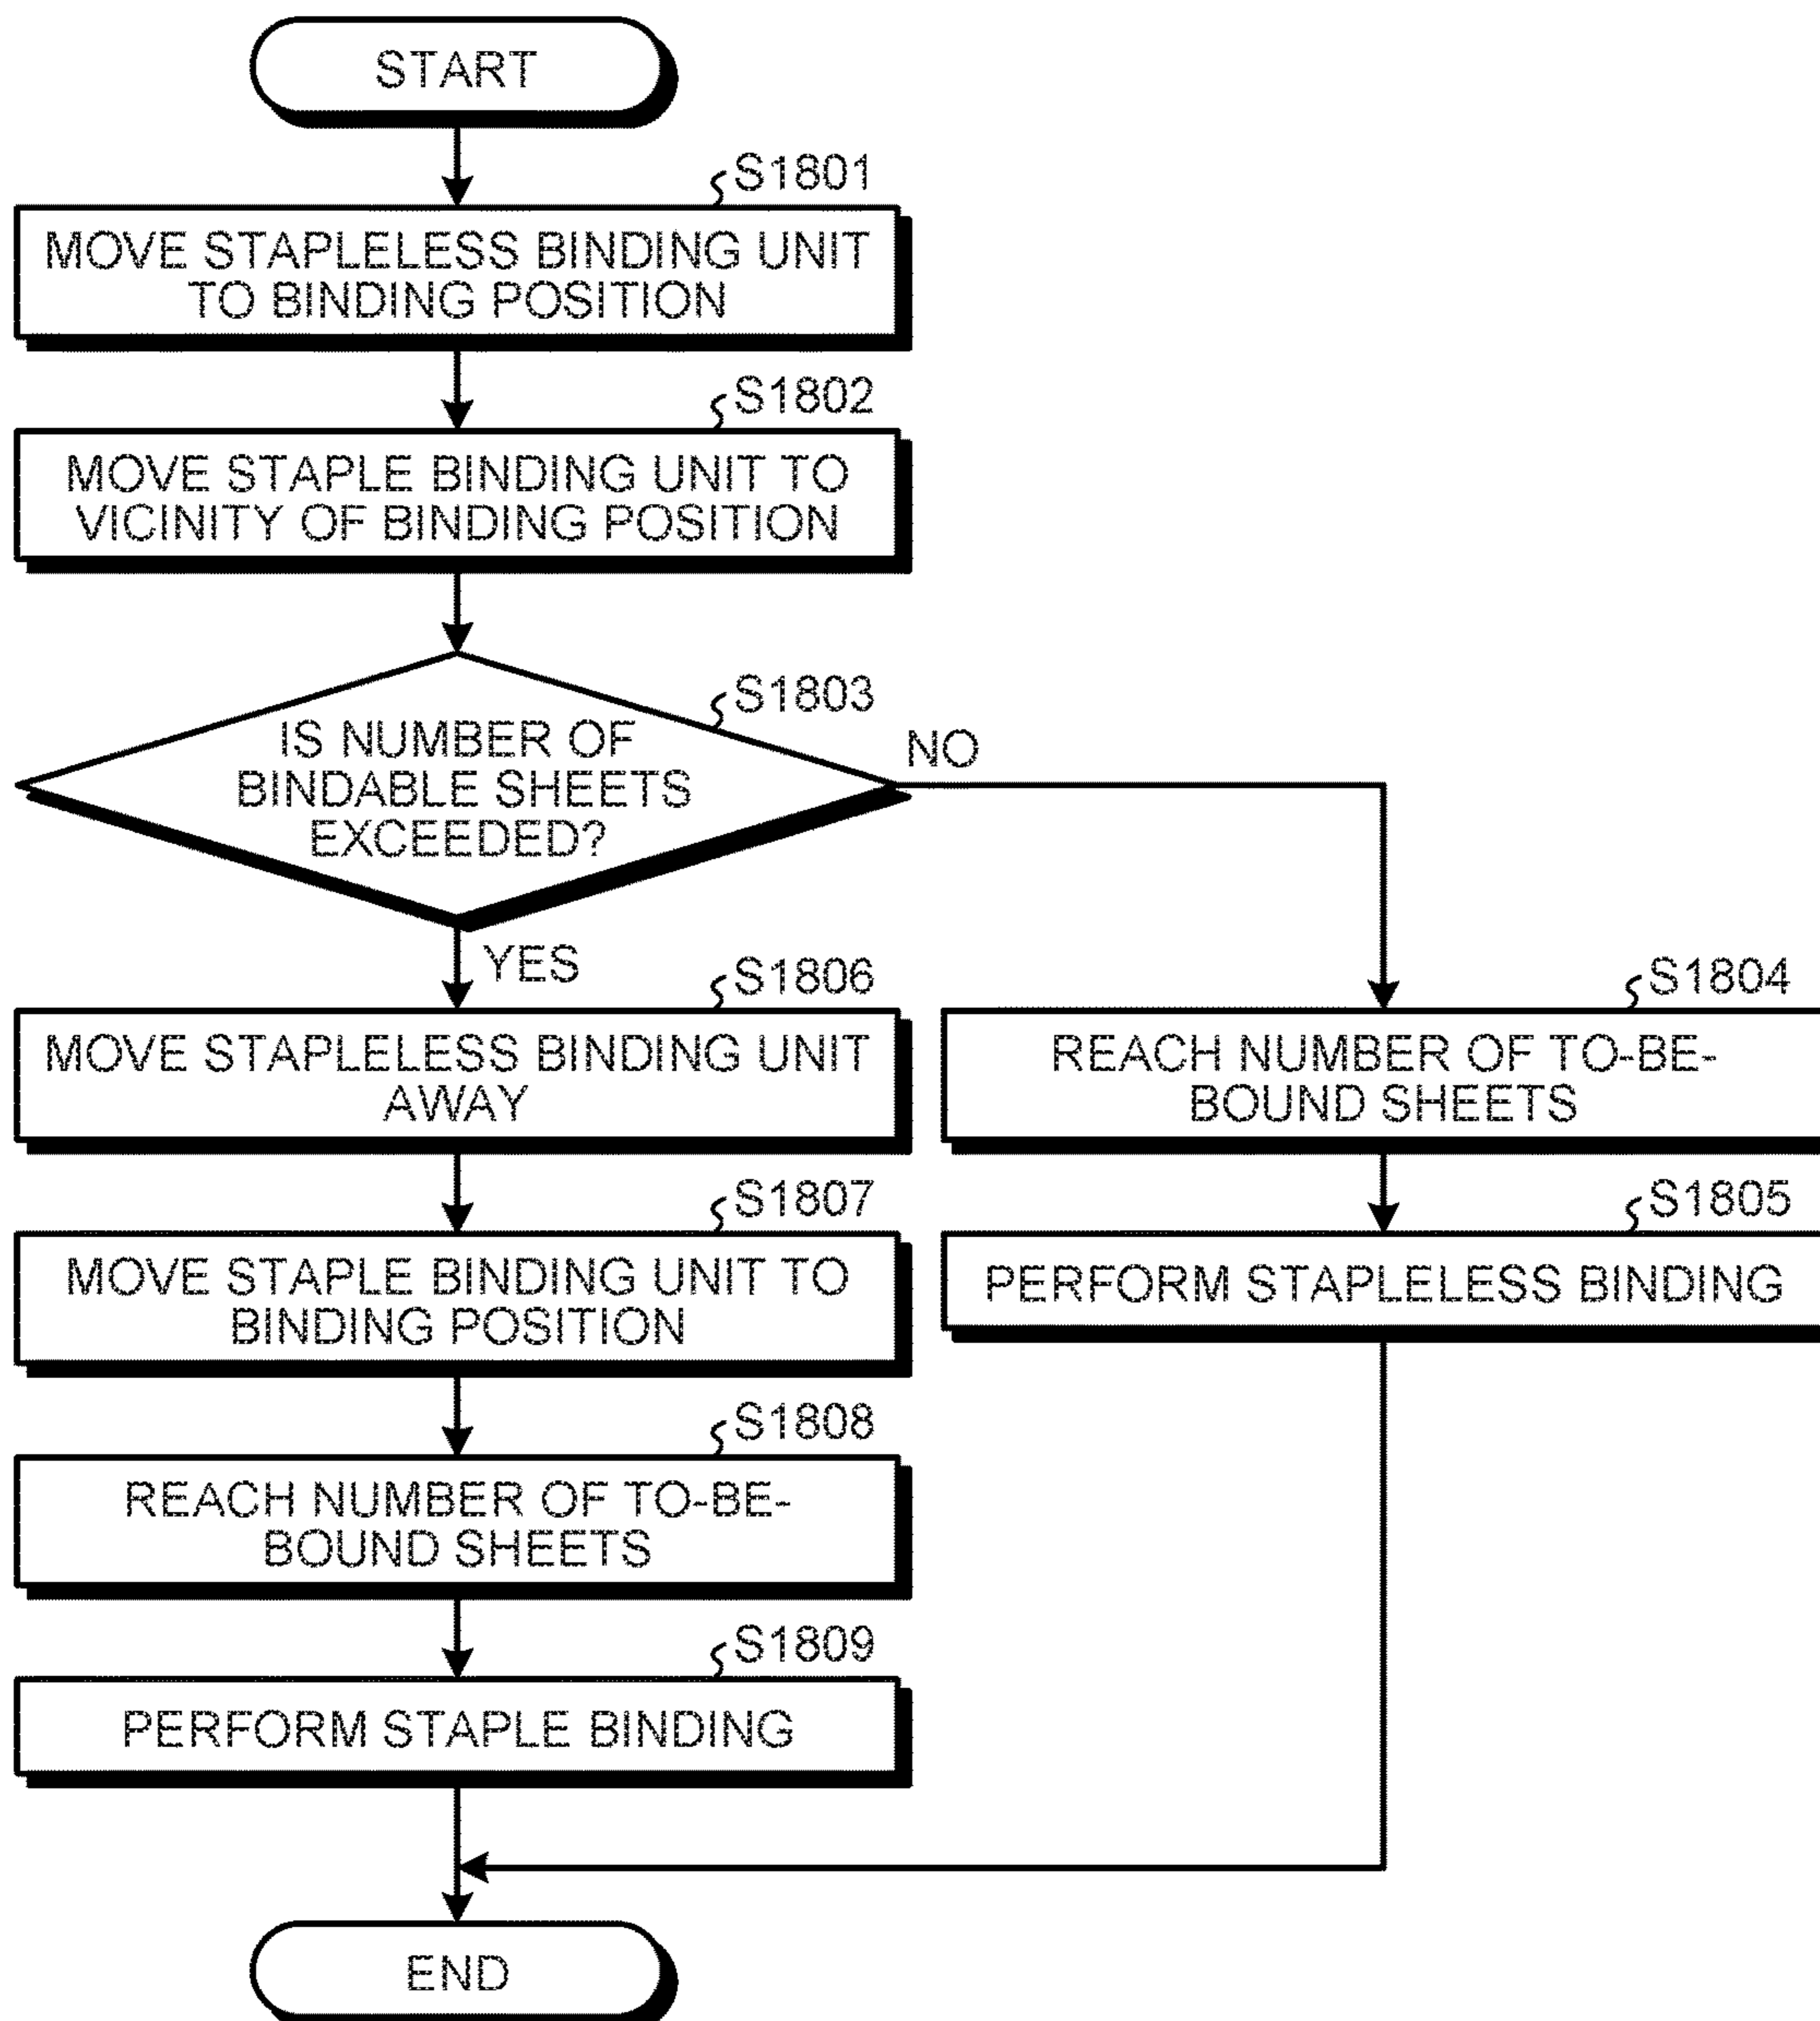 START
S1801
MOVE STAPLELESS BINDING UNIT
TO BINDING POSITION
S1802
MOVE STAPLE BINDING UNIT TO
VICINITY OF BINDING POSITION
S1803
IS NUMBER OF
BINDABLE SHEETS
EXCEEDED?
NO
YES
S1806
MOVE STAPLELESS BINDING UNIT
AWAY
S1804
REACH NUMBER OF TO-BE-
BOUND SHEETS
S1807
MOVE STAPLE BINDING UNIT TO
BINDING POSITION
S1805
PERFORM STAPLELESS BINDING
S1808
REACH NUMBER OF TO-BE-
BOUND SHEETS
S1809
PERFORM STAPLE BINDING
END